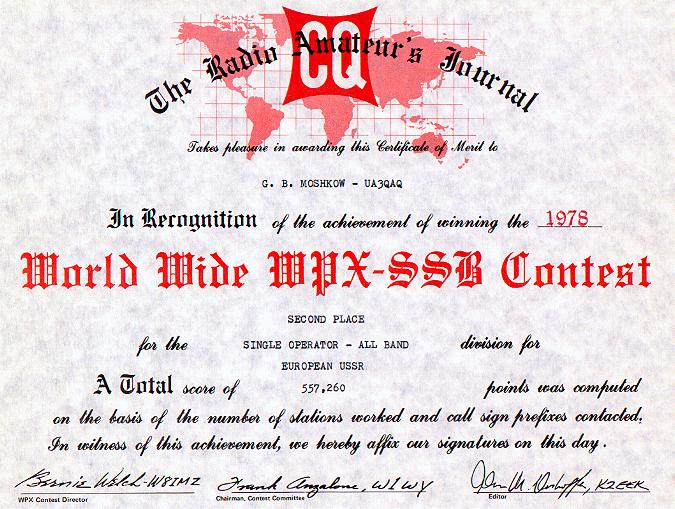 CQ
The Radio Amateur's Journal
Takes pleasure in awarding this Certificate of Merit to
G. B. MOSHKOW - UA3QAQ
In Recognition of the achievement of winning the 1978
World Wide WPX-SSB Contest
SECOND PLACE
for the SINGLE OPERATOR - ALL BAND division for
EUROPEAN USSR
A Total score of 557,260 points was computed
on the basis of the number of stations worked and call sign prefixes contacted.
In witness of this achievement, we hereby affix our signatures on this day.
Bernie Welch-W8IMZ Frank Anzalone, W1WY John M. K2EEK
WPX Contest Director Chairman, Contest Committee Editor